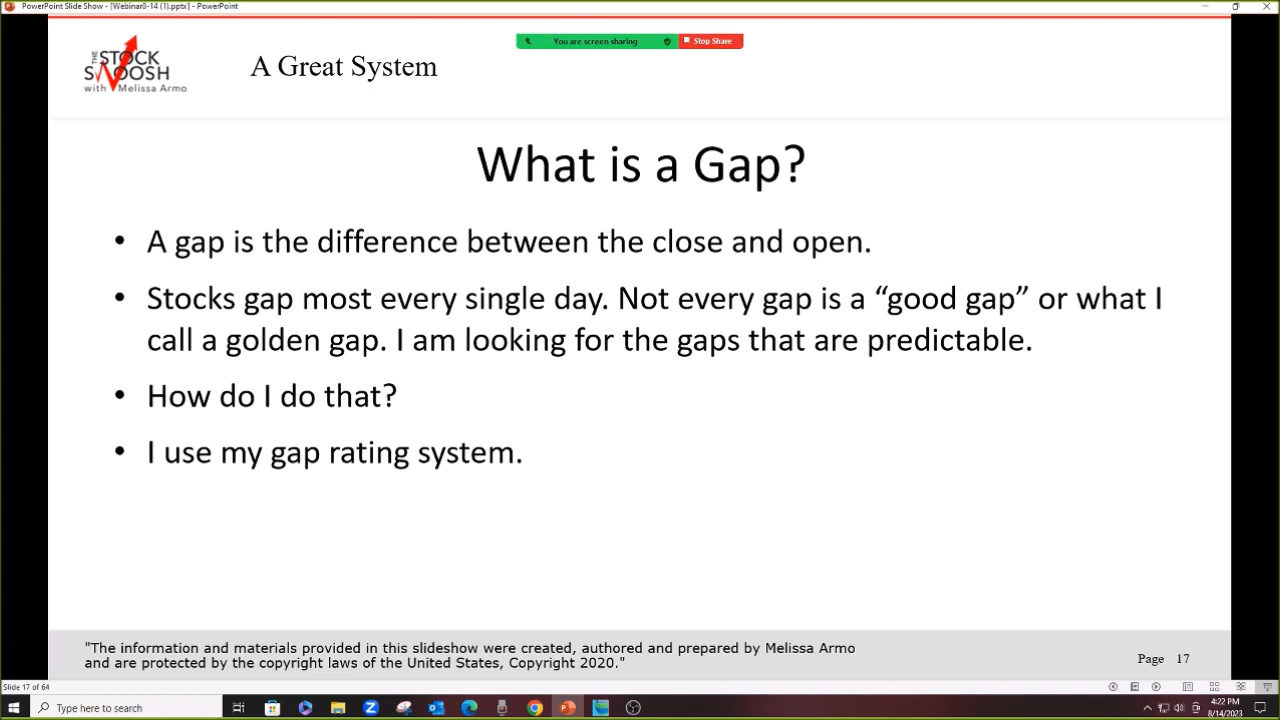 PowerPoint Slide Show - [Webinar8-14 (1).pptx] - PowerPoint
You are screen sharing
Stop Share
THE
STOCK
SWOOSH
with Melissa Armo
A Great System
What is a Gap?
• A gap is the difference between the close and open.
• Stocks gap most every single day. Not every gap is a “good gap” or what I
call a golden gap. I am looking for the gaps that are predictable.
• How do I do that?
• I use my gap rating system.
"The information and materials provided in this slideshow were created, authored and prepared by Melissa Armo
and are protected by the copyright laws of the United States, Copyright 2020."
Page 17
Slide 17 of 64
Type here to search
4:22 PM
8/14/2023